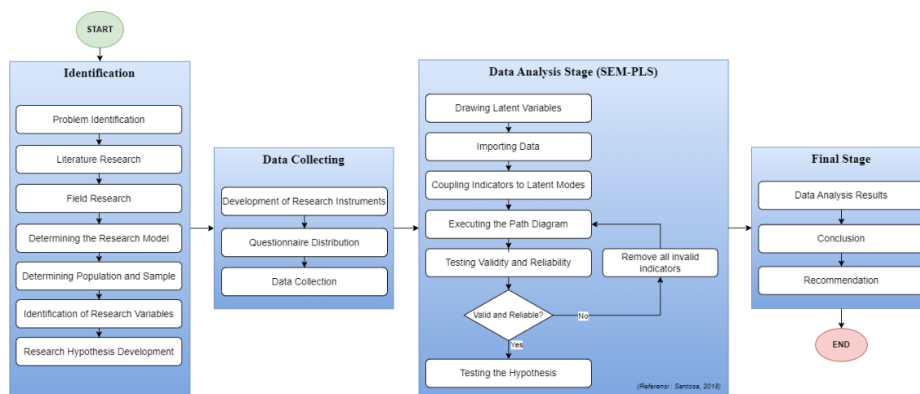 START
Identification
Problem Identification
Literature Research
Field Research
Determining the Research Model
Determining Population and Sample
Identification of Research Variables
Research Hypothesis Development
Data Collecting
Development of Research Instruments
Questionnaire Distribution
Data Collection
Data Analysis Stage (SEM-PLS)
Drawing Latent Variables
Importing Data
Coupling Indicators to Latent Modes
Executing the Path Diagram
Testing Validity and Reliability
Remove all invalid
indicators
Valid and Reliable?
No
Yes
Testing the Hypothesis
(Referensi : Santosa, 2018)
Final Stage
Data Analysis Results
Conclusion
Recommendation
END